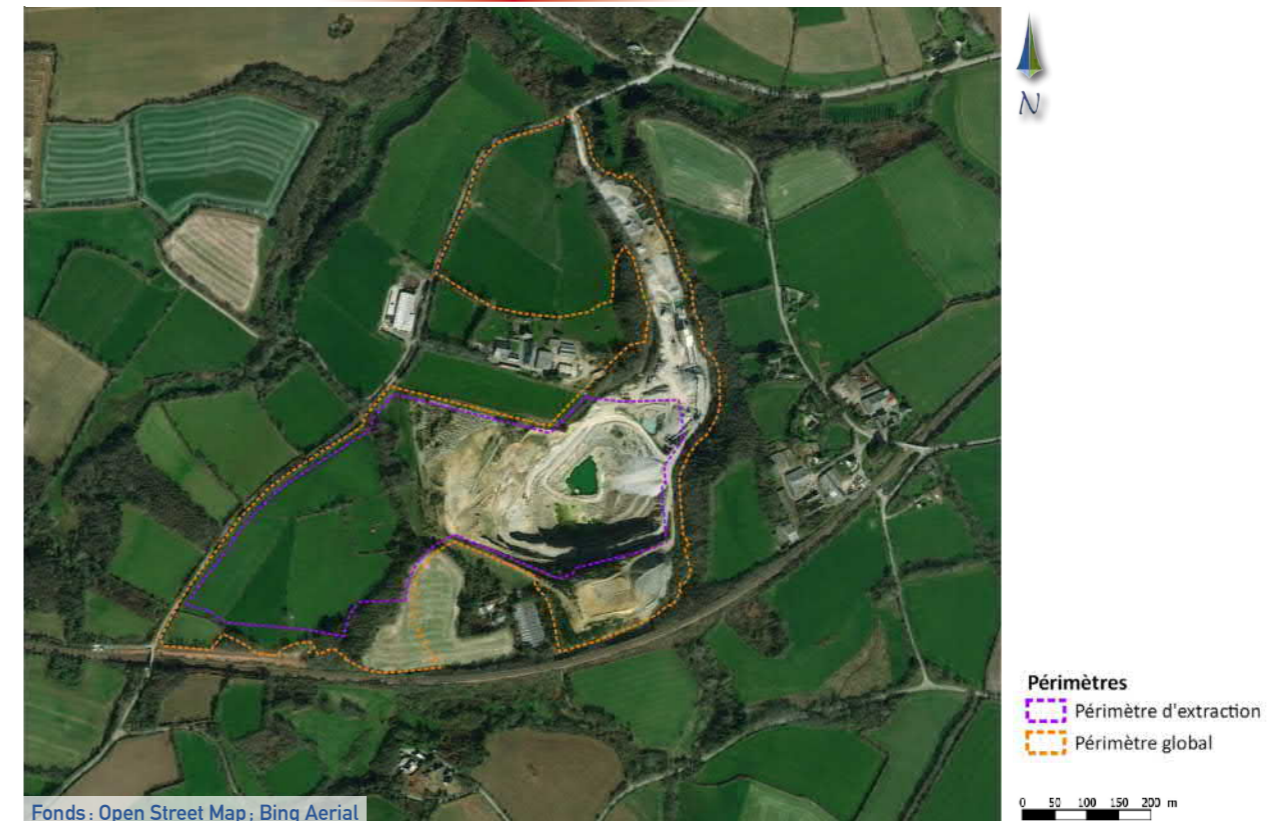 N
Périmètres
Périmètre d'extraction
Périmètre global
0 50 100 150 200 m
Fonds : Open Street Map ; Bing Aerial